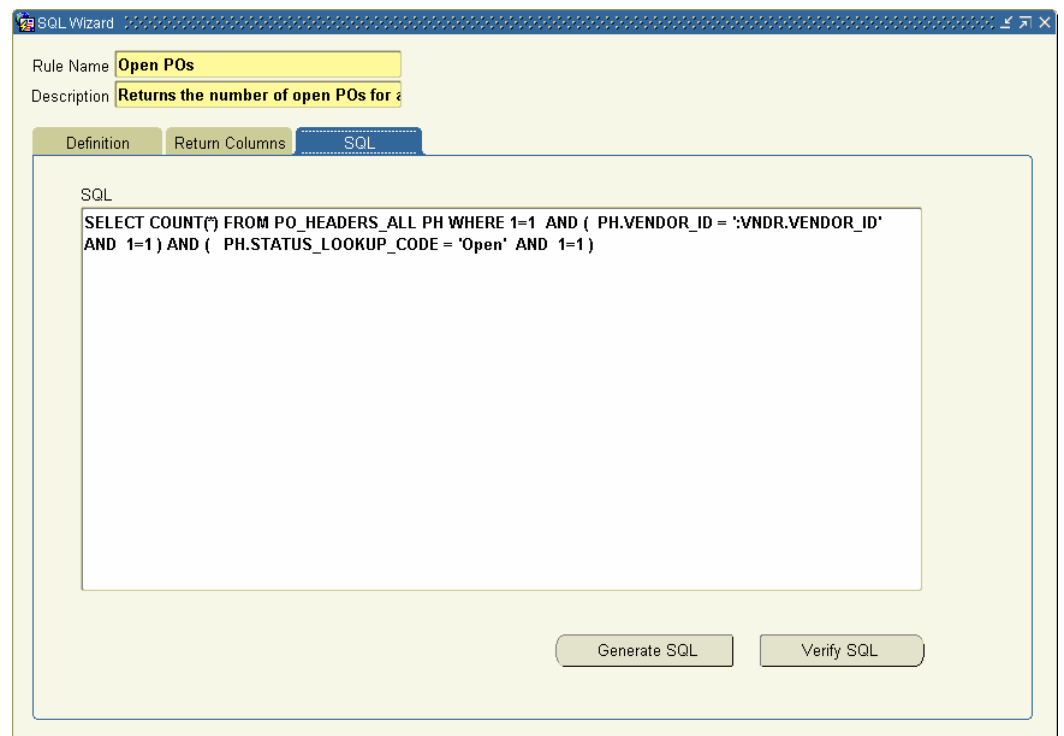 SQL Wizard
Rule Name Open POs
Description Returns the number of open POs for a
Definition Return Columns SQL
SQL
SELECT COUNT(*) FROM PO_HEADERS_ALL PH WHERE 1=1 AND ( PH.VENDOR_ID = ':VNDR.VENDOR_ID'
AND 1=1 ) AND ( PH.STATUS_LOOKUP_CODE = 'Open' AND 1=1 )
Generate SQL Verify SQL